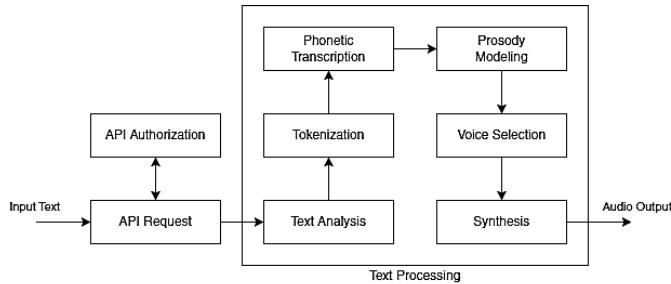 Phonetic
Transcription
Prosody
Modeling
API Authorization
Tokenization
Voice Selection
Input Text
API Request
Text Analysis
Synthesis
Audio Output
Text Processing